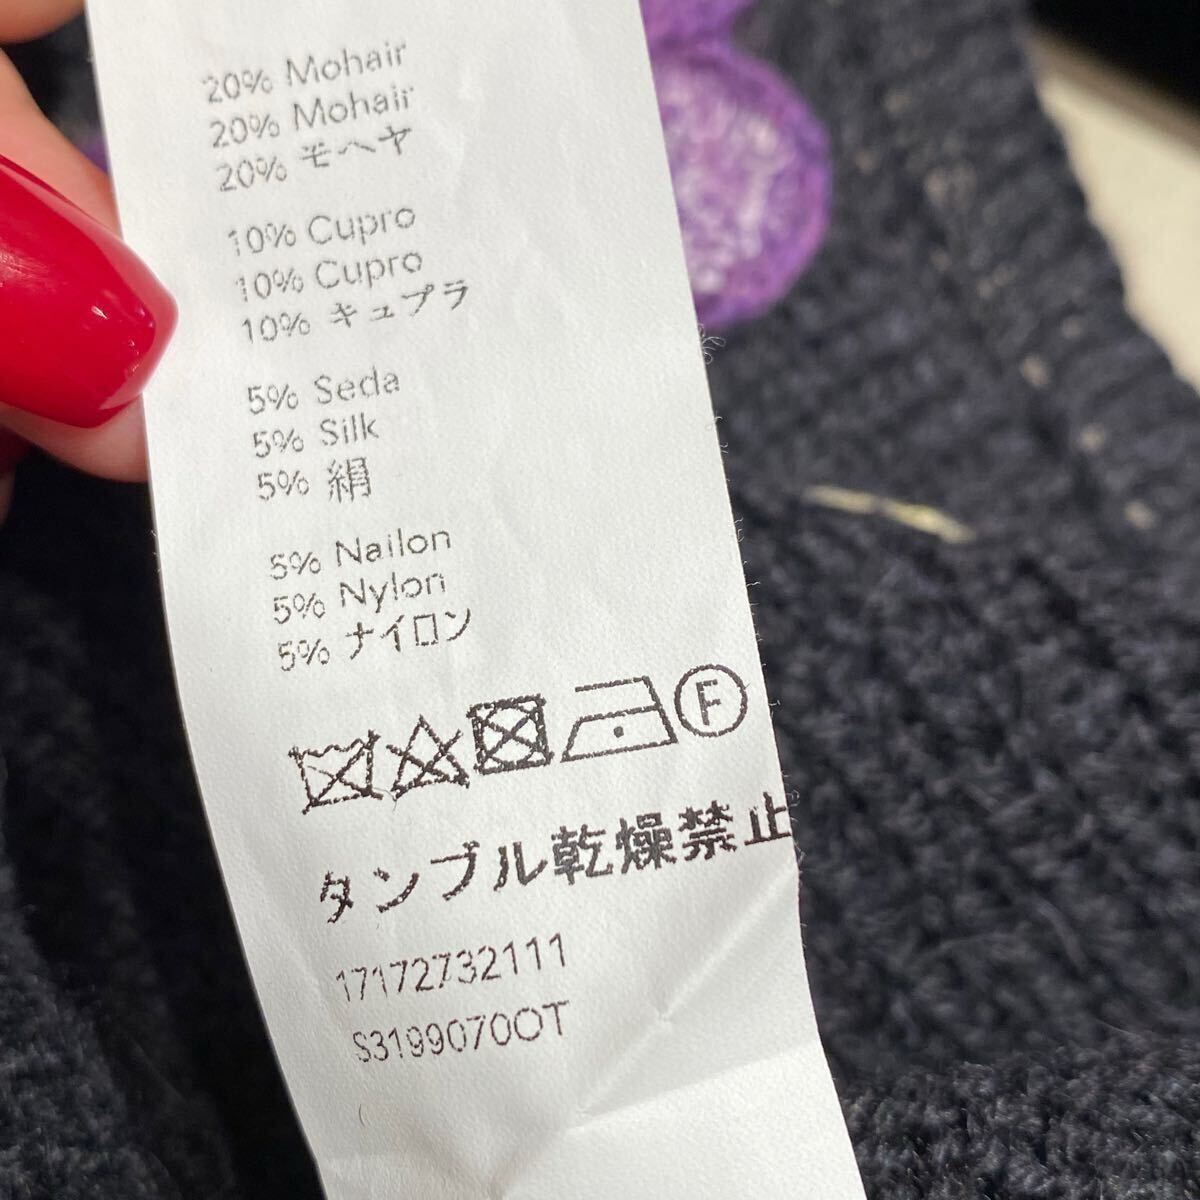 20% Mohair
20% Mohair
20% モヘヤ
10% Cupro
10% Cupro
10% キュプラ
5% Seda
5% Silk
5% 絹
5% Nailon
5% Nylon
5% ナイロン
F
タンブル乾燥禁止
17172732111
S3199070OT